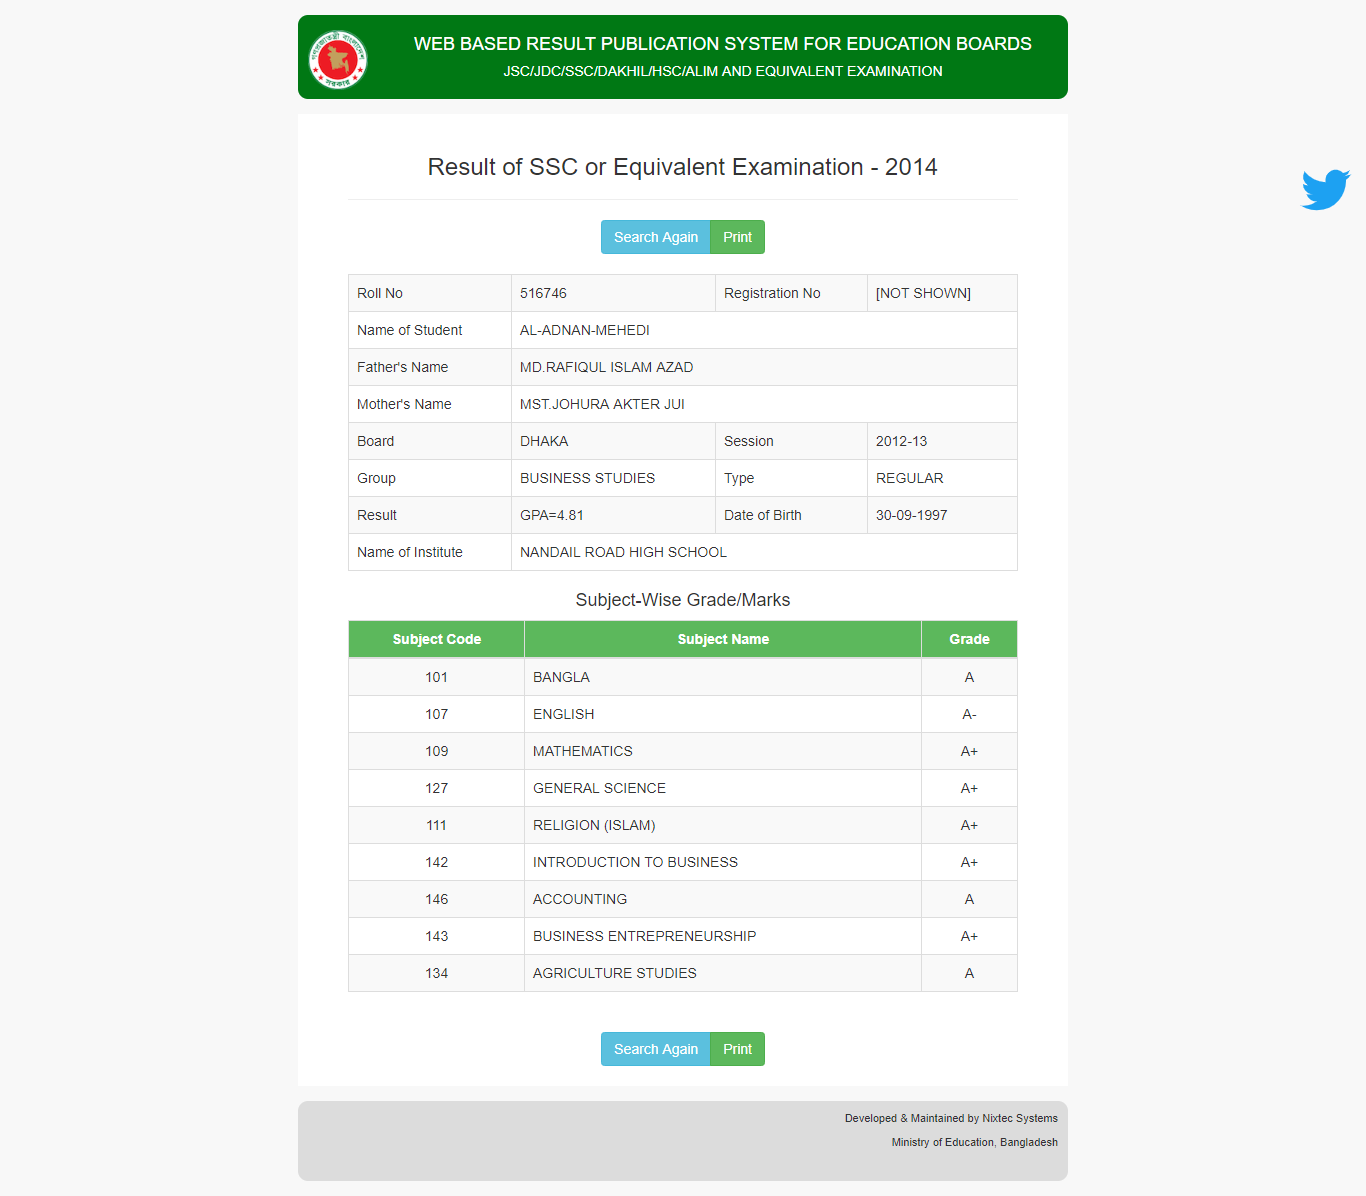 গণপ্রজাতন্ত্রী বাংলাদেশ
সরকার
WEB BASED RESULT PUBLICATION SYSTEM FOR EDUCATION BOARDS
JSC/JDC/SSC/DAKHIL/HSC/ALIM AND EQUIVALENT EXAMINATION
Result of SSC or Equivalent Examination - 2014
Search Again Print
Roll No 516746 Registration No [NOT SHOWN]
Name of Student AL-ADNAN-MEHEDI
Father's Name MD.RAFIQUL ISLAM AZAD
Mother's Name MST.JOHURA AKTER JUI
Board DHAKA Session 2012-13
Group BUSINESS STUDIES Type REGULAR
Result GPA=4.81 Date of Birth 30-09-1997
Name of Institute NANDAIL ROAD HIGH SCHOOL
Subject-Wise Grade/Marks
Subject Code Subject Name Grade
101 BANGLA A
107 ENGLISH A-
109 MATHEMATICS A+
127 GENERAL SCIENCE A+
111 RELIGION (ISLAM) A+
142 INTRODUCTION TO BUSINESS A+
146 ACCOUNTING A
143 BUSINESS ENTREPRENEURSHIP A+
134 AGRICULTURE STUDIES A
Search Again Print
Developed & Maintained by Nixtec Systems
Ministry of Education, Bangladesh